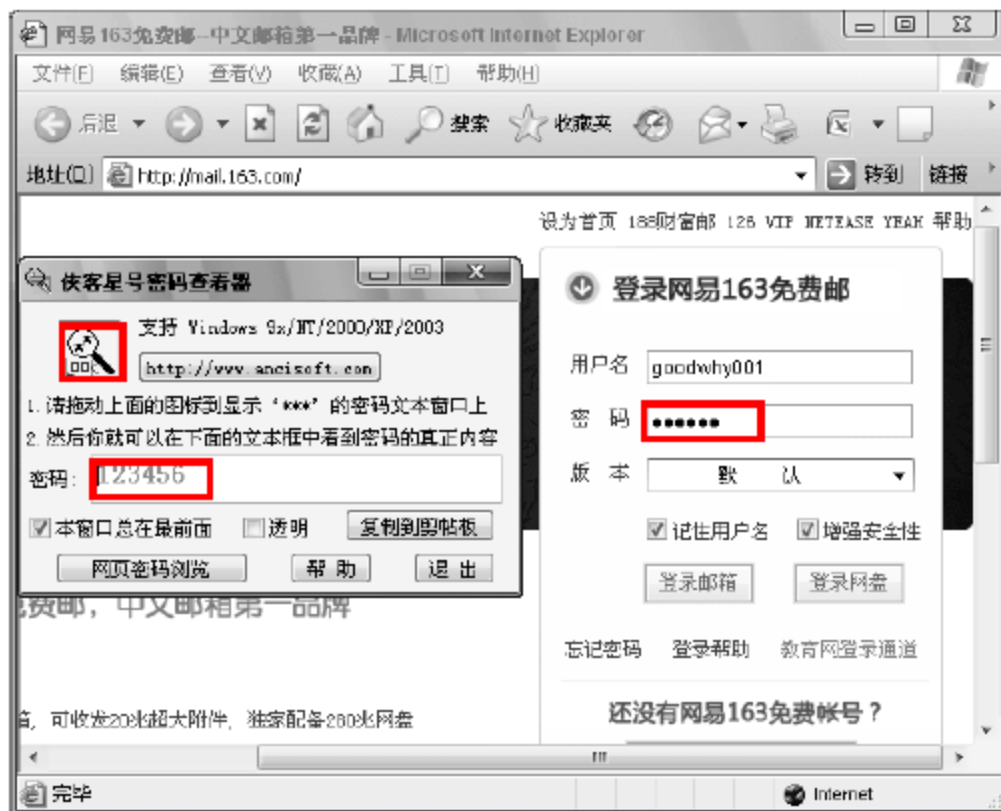 网易163免费邮--中文邮箱第一品牌 - Microsoft Internet Explorer
文件(F) 编辑(E) 查看(V) 收藏(A) 工具(T) 帮助(H)
后退 搜索 收藏夹
地址(D) http://mail.163.com/ 转到 链接
设为首页 188财富邮 126 VIP NETEASE YEAH 帮助
侠客星号密码查看器
支持 Windows 9x/NT/2000/XP/2003
http://www.ancisoft.com
1.请拖动上面的图标到显示‘***’的密码文本窗口上
2.然后你就可以在下面的文本框中看到密码的真正内容
密码: 123456
本窗口总在最前面 透明 复制到剪帖板
网页密码浏览 帮 助 退 出
登录网易163免费邮
用户名 goodwhy001
密 码 ●●●●●●
版 本 默 认
记住用户名 增强安全性
登录邮箱 登录网盘
忘记密码 登录帮助 教育网登录通道
还没有网易163免费帐号？
免费邮, 中文邮箱第一品牌
箱, 可收发20兆超大附件, 独家配备280兆网盘
完毕 Internet